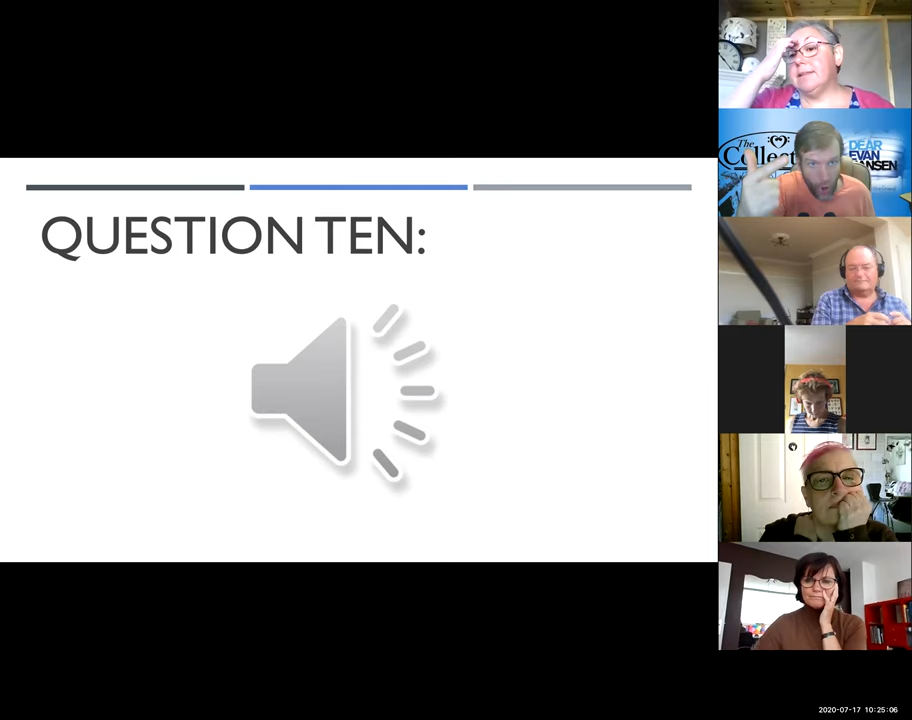 QUESTION TEN:
The
Collect
DEAR
EVAN
HANSEN
2020-07-17 10:25:06